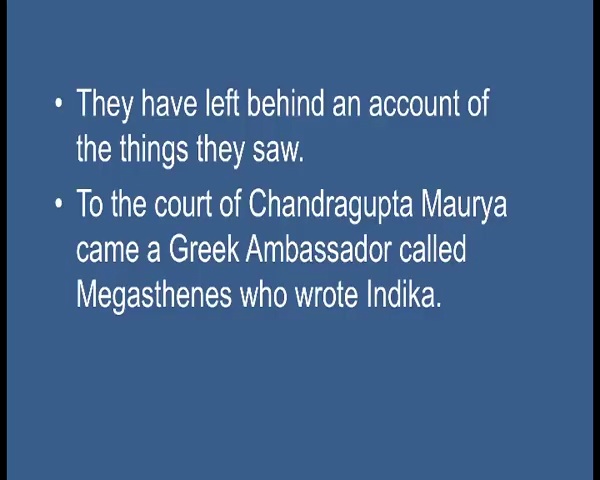 • They have left behind an account of
the things they saw.
• To the court of Chandragupta Maurya
came a Greek Ambassador called
Megasthenes who wrote Indika.